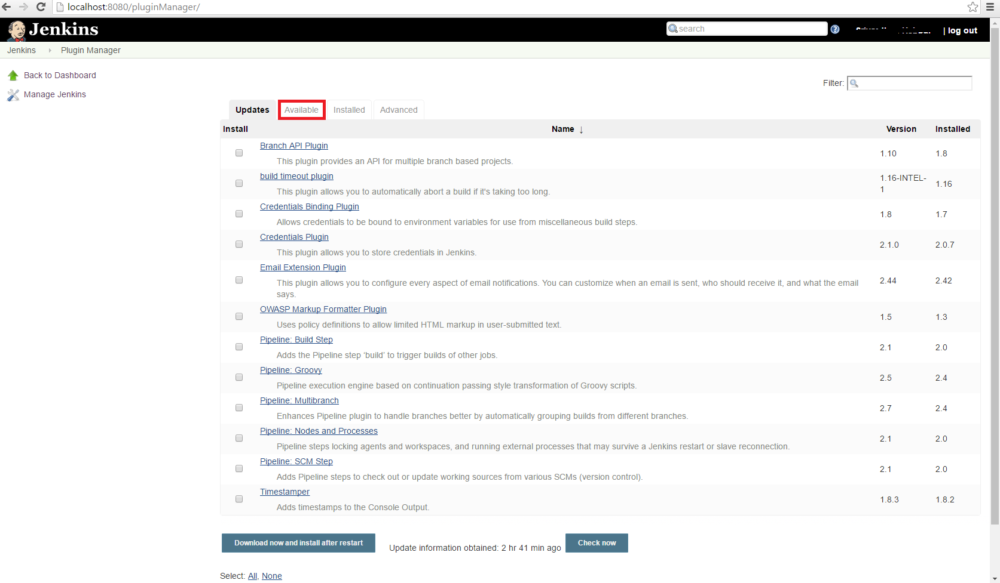 localhost:8080/pluginManager/
Jenkins
search
| log out
Jenkins
Plugin Manager
Back to Dashboard
Manage Jenkins
Filter:
Updates
Available
Installed
Advanced
Install
Name ↓
Version
Installed
Branch API Plugin
This plugin provides an API for multiple branch based projects.
1.10
1.8
build timeout plugin
This plugin allows you to automatically abort a build if it's taking too long.
1.16-INTEL-
1
1.16
Credentials Binding Plugin
Allows credentials to be bound to environment variables for use from miscellaneous build steps.
1.8
1.7
Credentials Plugin
This plugin allows you to store credentials in Jenkins.
2.1.0
2.0.7
Email Extension Plugin
This plugin allows you to configure every aspect of email notifications. You can customize when an email is sent, who should receive it, and what the email
says.
2.44
2.42
OWASP Markup Formatter Plugin
Uses policy definitions to allow limited HTML markup in user-submitted text.
1.5
1.3
Pipeline: Build Step
Adds the Pipeline step ‘build’ to trigger builds of other jobs.
2.1
2.0
Pipeline: Groovy
Pipeline execution engine based on continuation passing style transformation of Groovy scripts.
2.5
2.4
Pipeline: Multibranch
Enhances Pipeline plugin to handle branches better by automatically grouping builds from different branches.
2.7
2.4
Pipeline: Nodes and Processes
Pipeline steps locking agents and workspaces, and running external processes that may survive a Jenkins restart or slave reconnection.
2.1
2.0
Pipeline: SCM Step
Adds Pipeline steps to check out or update working sources from various SCMs (version control).
2.1
2.0
Timestamper
Adds timestamps to the Console Output.
1.8.3
1.8.2
Download now and install after restart
Update information obtained: 2 hr 41 min ago
Check now
Select: All, None